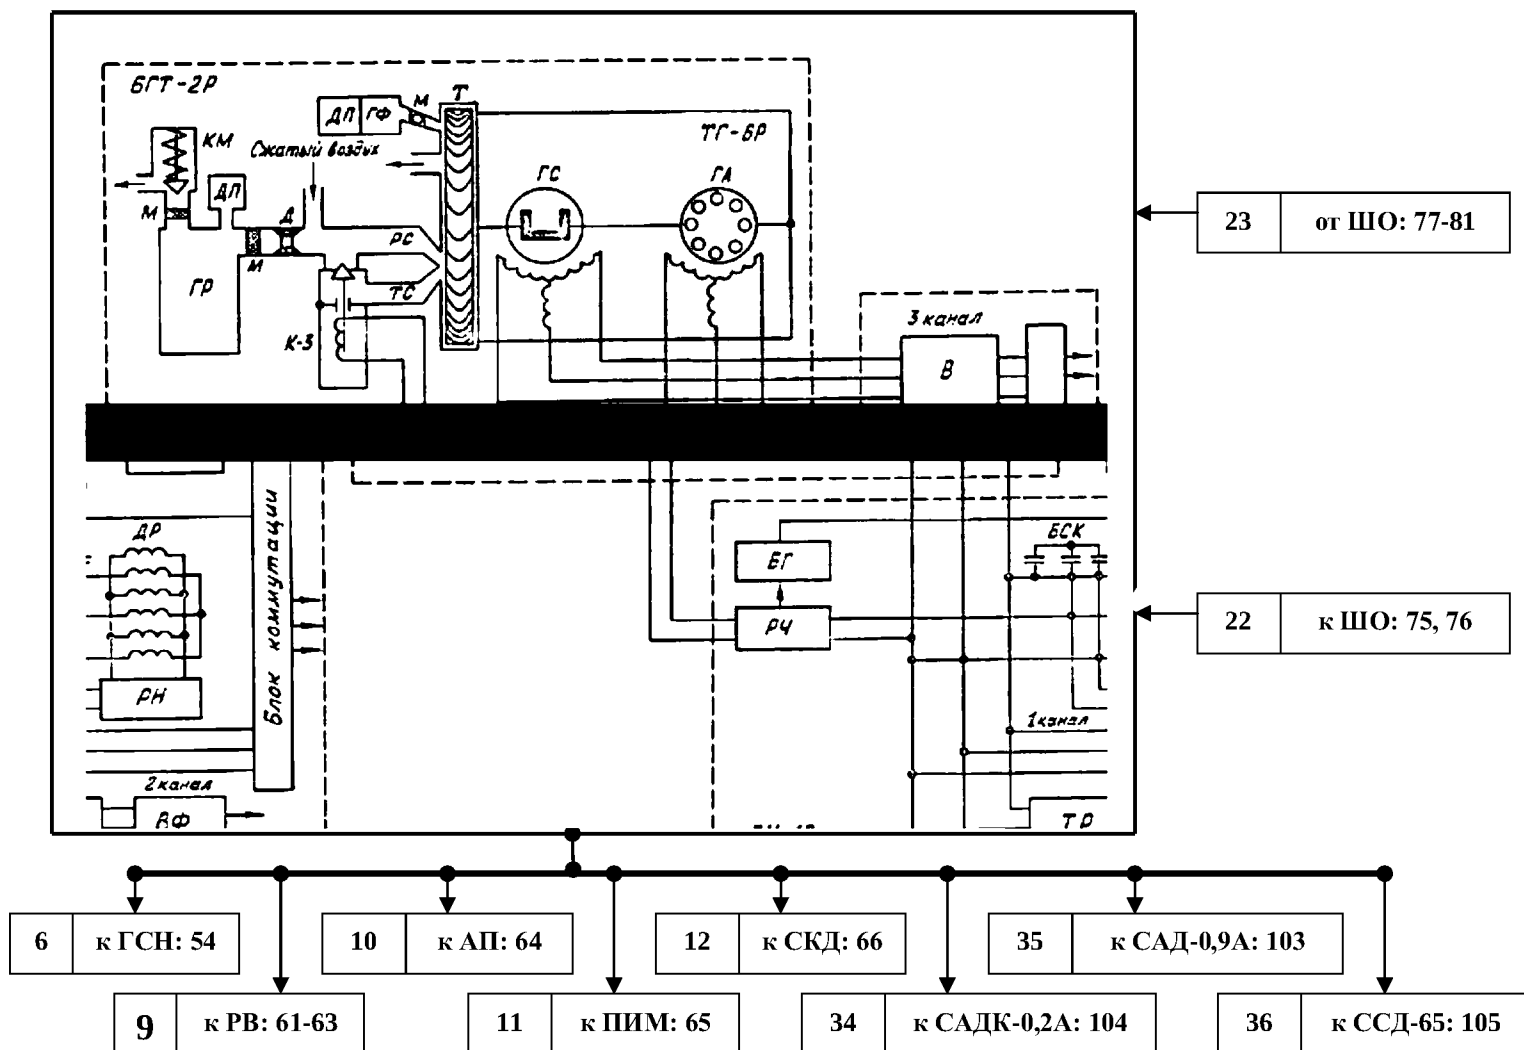 БГТ-2Р
КМ
ДП
ГФ
М
Т
ТГ-6Р
Сжатый воздух
ГС
ГА
М
ДП
Д
РС
М
ГР
ТС
К-3
3 канал
В
Блок коммутации
ДР
РН
2 канал
ВФ
БГ
РЧ
БСК
1 канал
ТР
23 от ШО: 77-81
22 к ШО: 75, 76
6 к ГСН: 54
10 к АП: 64
12 к СКД: 66
35 к САД-0,9А: 103
9 к РВ: 61-63
11 к ПИМ: 65
34 к САДК-0,2А: 104
36 к ССД-65: 105